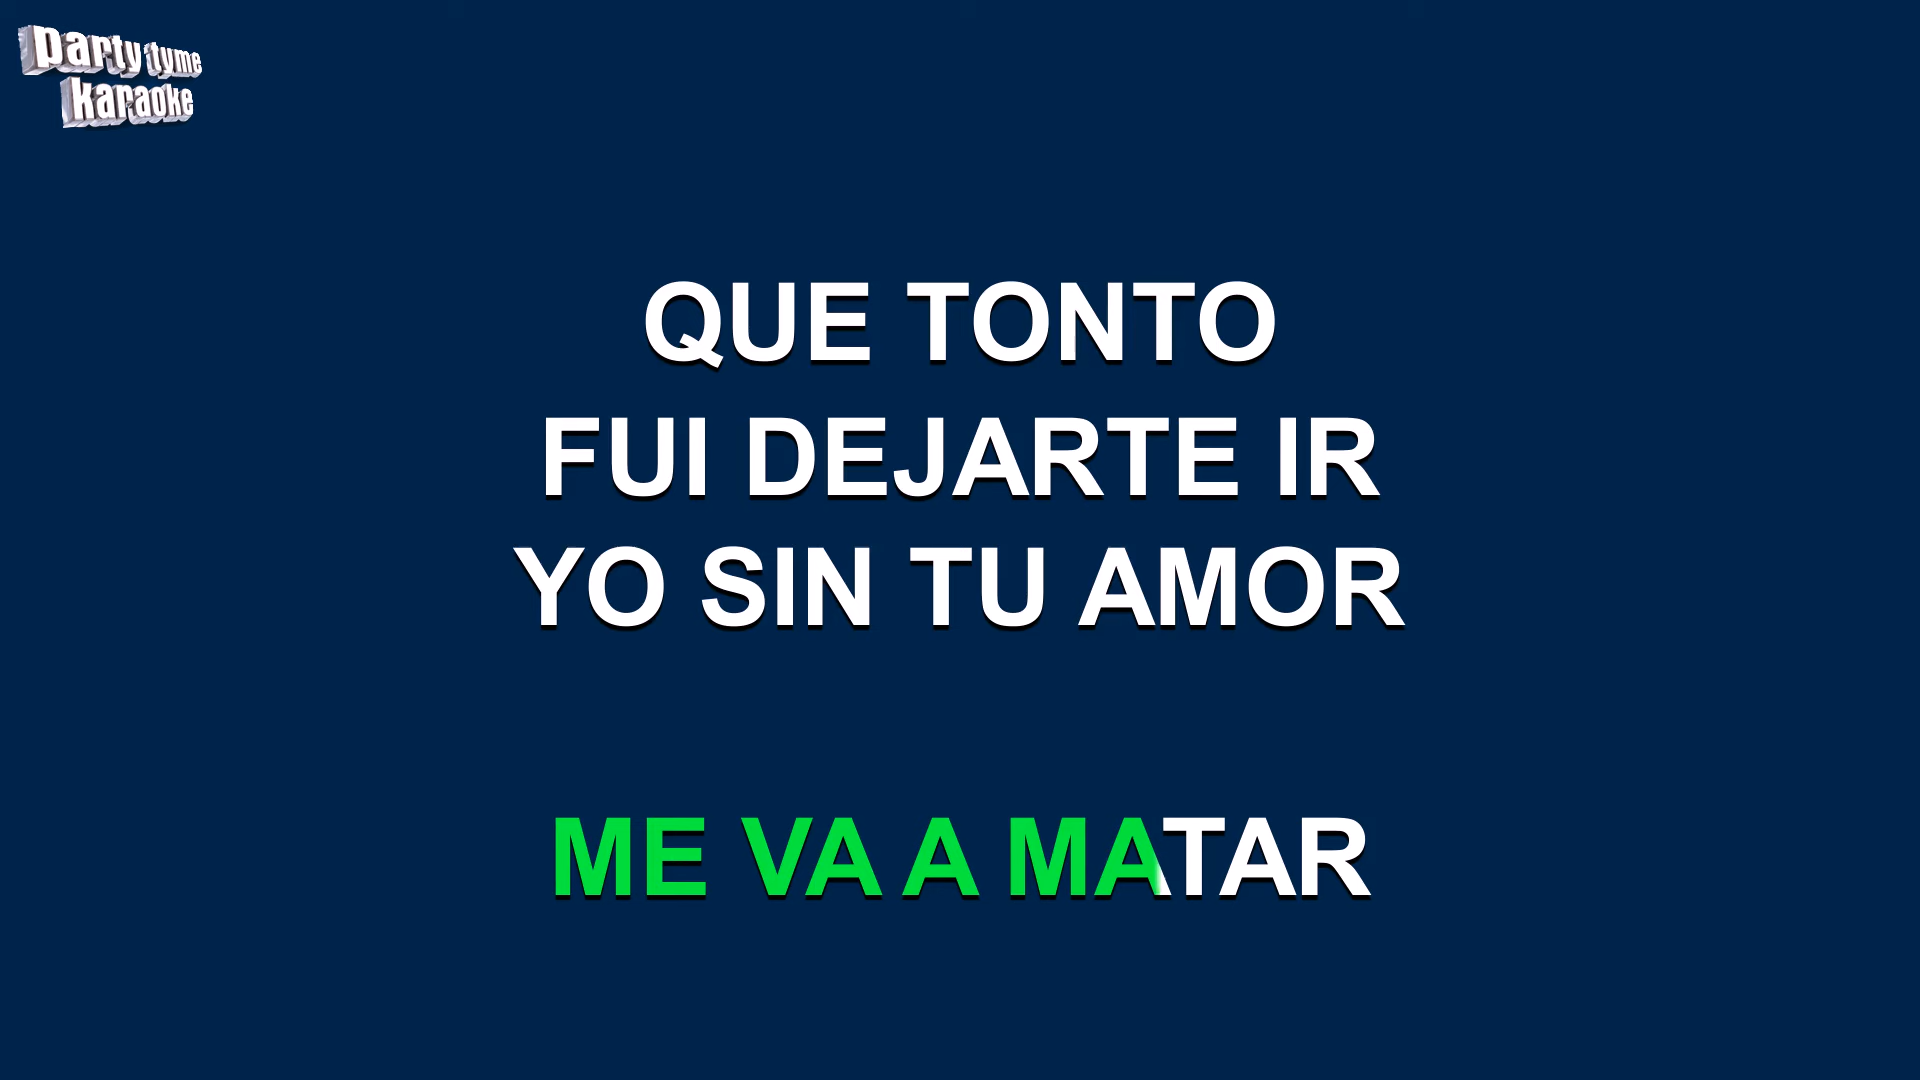 party tyme
karaoke
QUE TONTO
FUI DEJARTE IR
YO SIN TU AMOR
ME VA A MATAR